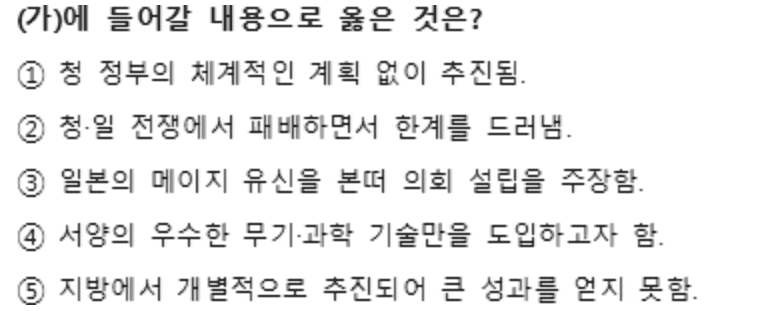 (가)에 들어갈 내용으로 옳은 것은?
① 청 정부의 체계적인 계획 없이 추진됨.
② 청·일 전쟁에서 패배하면서 한계를 드러냄.
③ 일본의 메이지 유신을 본떠 의회 설립을 주장함.
④ 서양의 우수한 무기·과학 기술만을 도입하고자 함.
⑤ 지방에서 개별적으로 추진되어 큰 성과를 얻지 못함.